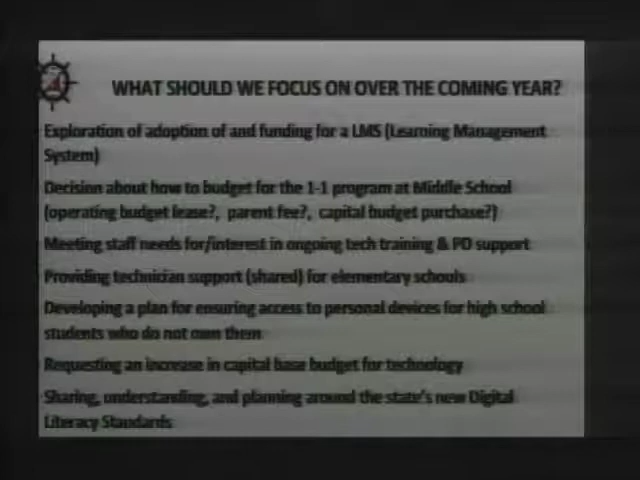 WHAT SHOULD WE FOCUS ON OVER THE COMING YEAR?
Exploration of adoption of and funding for a LMS (Learning Management
System)
Decision about how to budget for the 1-1 program at Middle School
(operating budget lease?, parent fee?, capital budget purchase?)
Meeting staff needs for/interest in ongoing tech training & PD support
Providing technician support (shared) for elementary schools
Developing a plan for ensuring access to personal devices for high school
students who do not own them
Requesting an increase in capital base budget for technology
Sharing, understanding, and planning around the state's new Digital
Literacy Standards